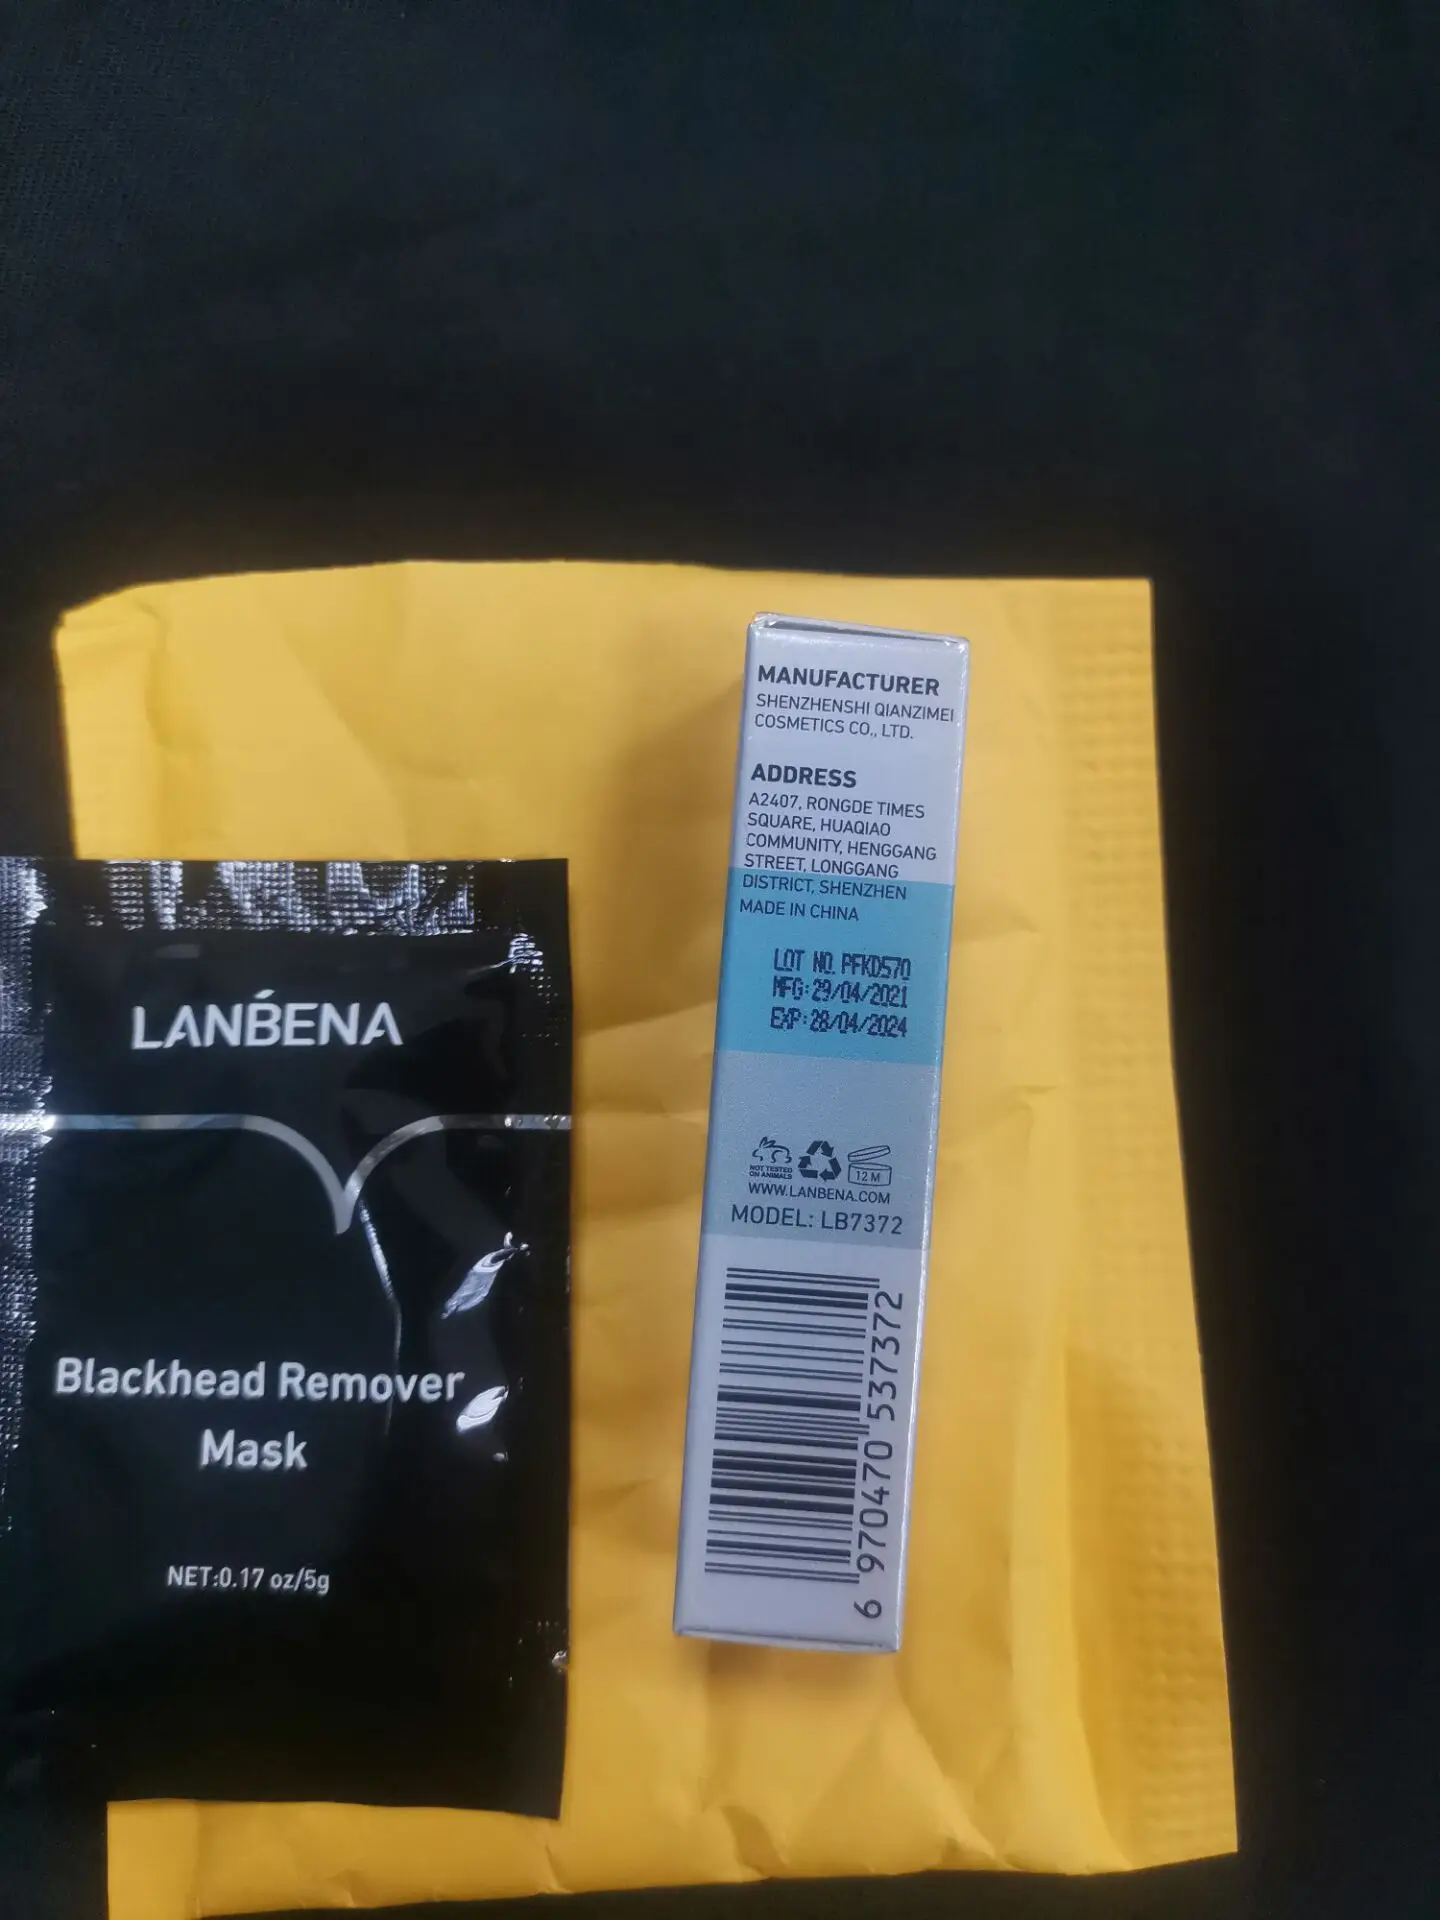 LANBENA
Blackhead Remover
Mask
NET:0.17 oz/5g
MANUFACTURER
SHENZHENSHI QIANZIMEI
COSMETICS CO., LTD.
ADDRESS
A2407, RONGDE TIMES
SQUARE, HUAQIAO
COMMUNITY, HENGGANG
STREET, LONGGANG
DISTRICT, SHENZHEN
MADE IN CHINA
LOT NO. PFKD570
MFG:29/04/2021
EXP:28/04/2024
NOT TESTED
ON ANIMALS
12 M
WWW.LANBENA.COM
MODEL: LB7372
6 970470 537372